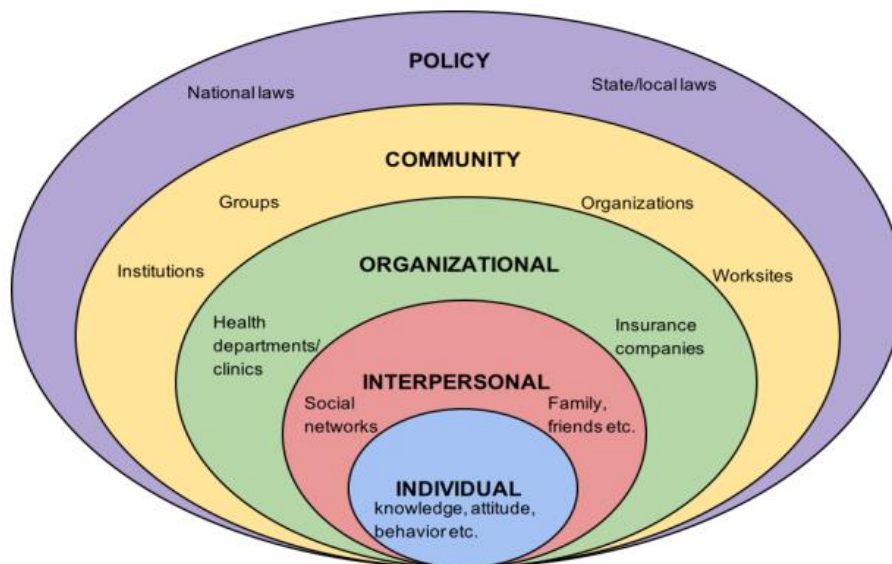 POLICY
National laws
State/local laws
COMMUNITY
Groups
Organizations
Institutions
Worksites
ORGANIZATIONAL
Health
departments/
clinics
Insurance
companies
INTERPERSONAL
Social
networks
Family,
friends etc.
INDIVIDUAL
knowledge, attitude,
behavior etc.